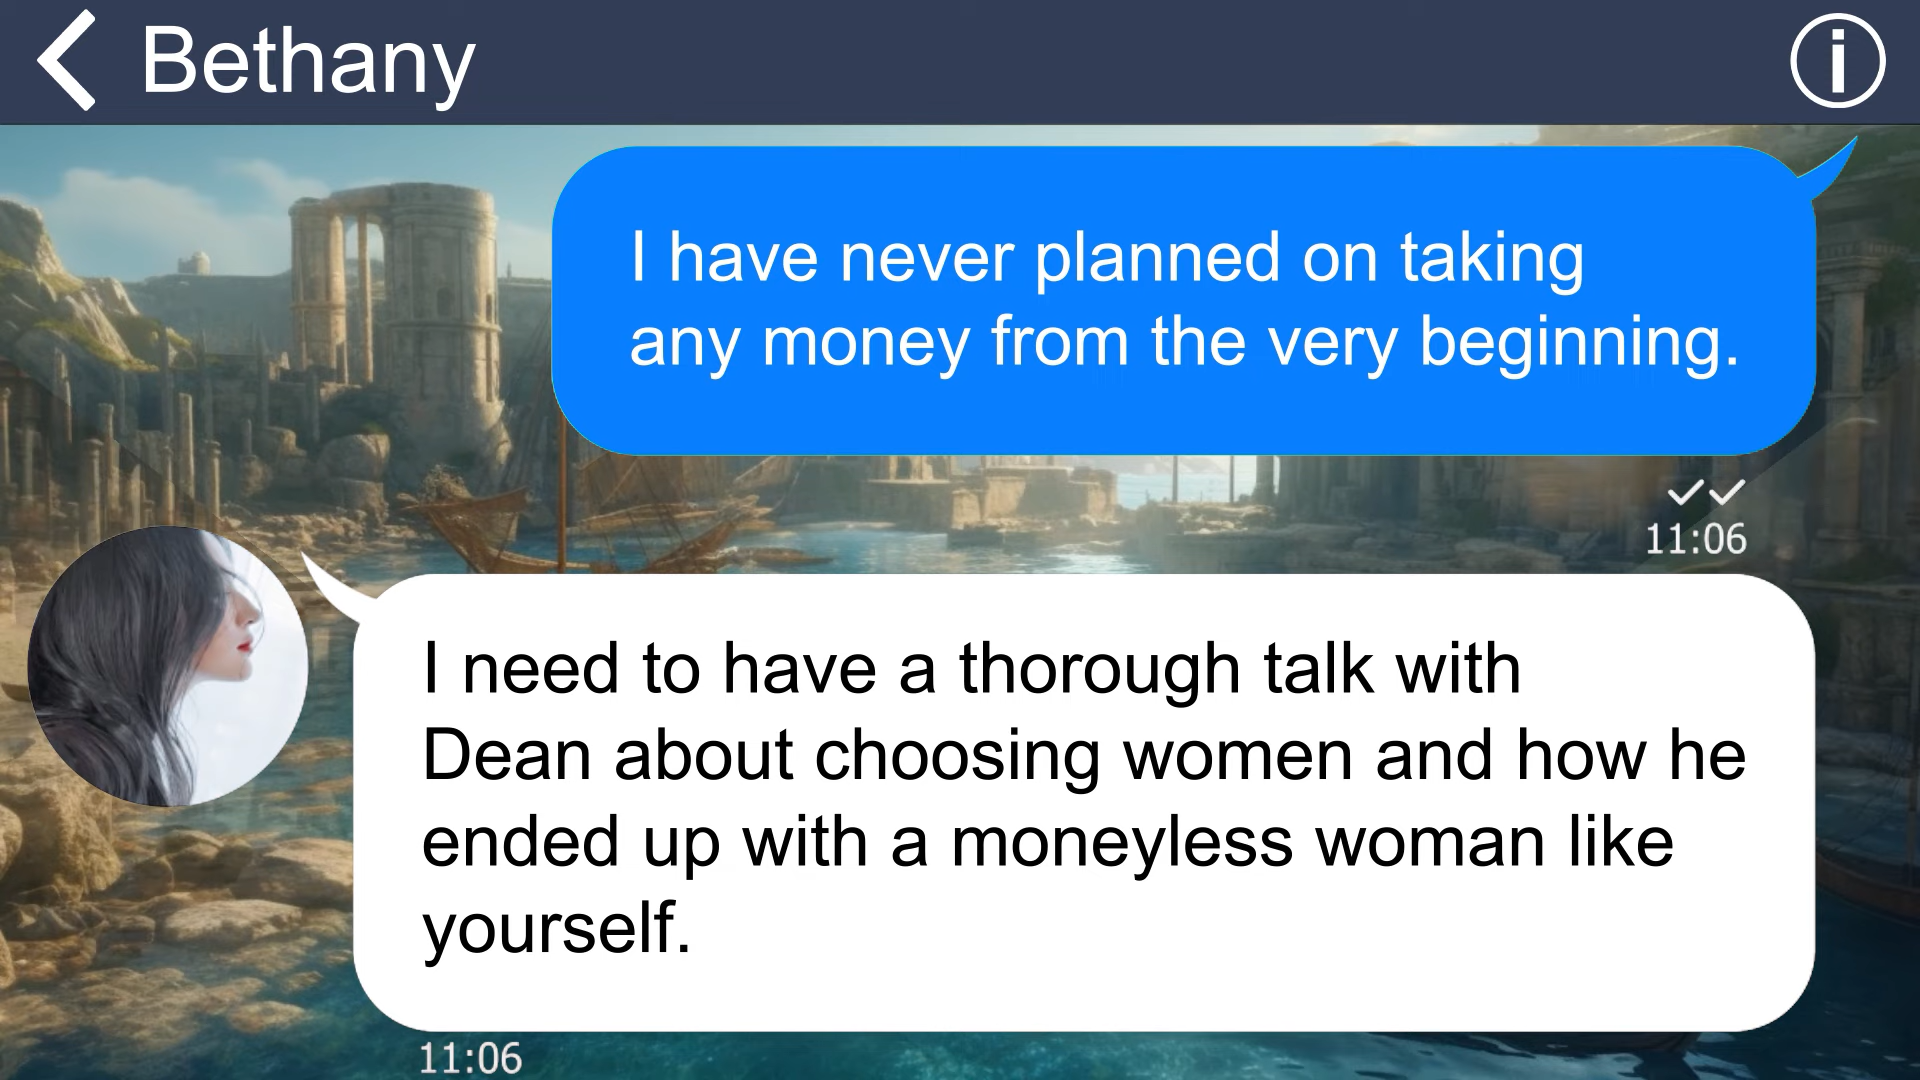 Bethany
I have never planned on taking
any money from the very beginning.
11:06
I need to have a thorough talk with
Dean about choosing women and how he
ended up with a moneyless woman like
yourself.
11:06